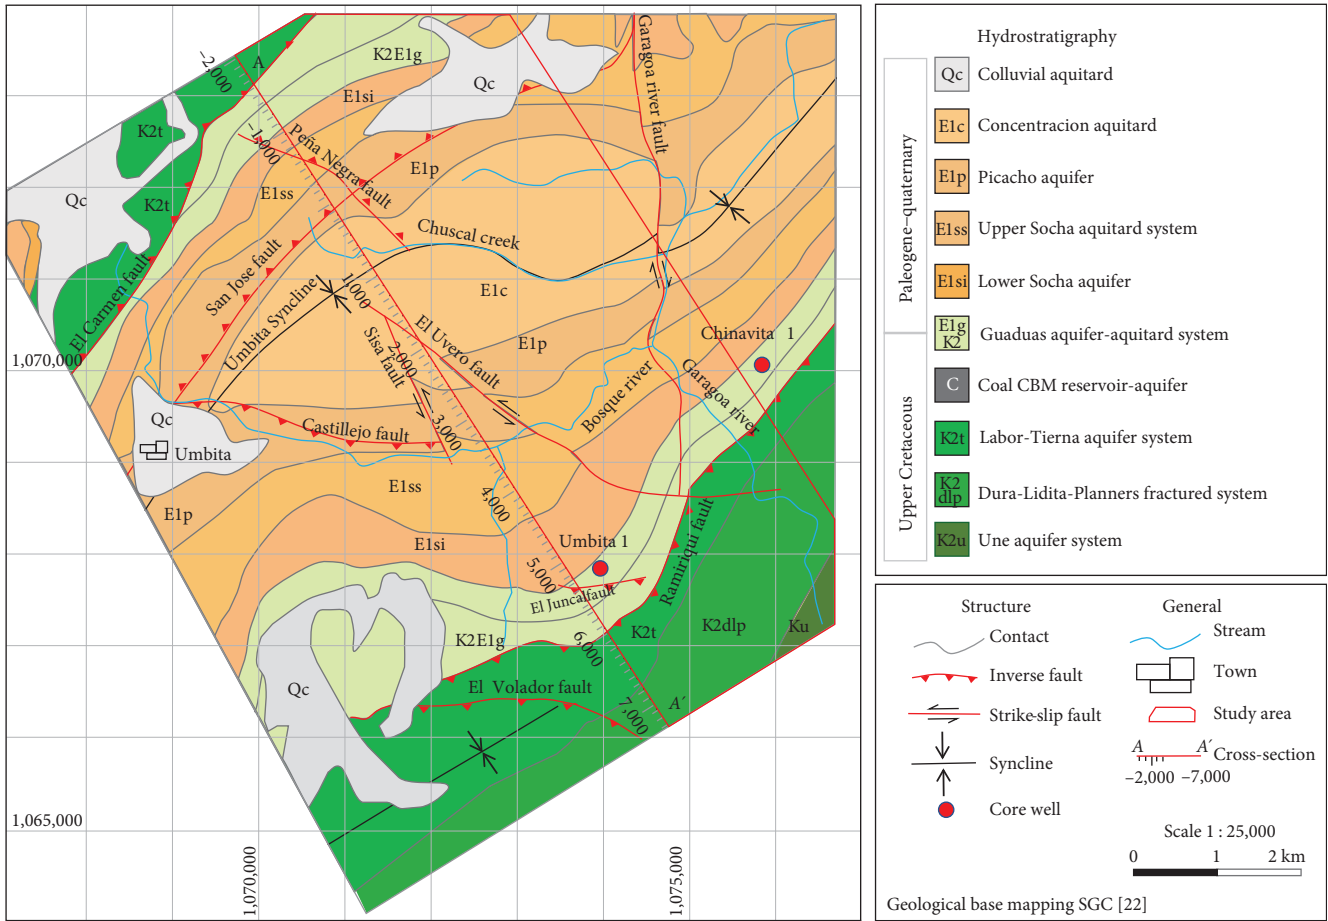 A
−2,000
K2E1g
Qc
Garagoa river fault
E1si
−1,000
K2t
Peña Negra fault
E1p
E1ss
Qc
K2t
Chuscal creek
San Jose fault
El Carmen fault
1,000
E1c
Umbita Syncline
El Uvero fault
E1p
Chinavita 1
Sisa fault
2,000
1,070,000
Bosque river
Garagoa river
Qc
Castillejo fault
3,000
Umbita
E1ss
4,000
E1p
E1si
Umbita 1
Ramiriqui fault
5,000
El Juncalfault
K2E1g
6,000
K2t
K2dlp
Ku
Qc
El Volador fault
7,000
A´
1,065,000
1,070,000
1,075,000
Hydrostratigraphy
Paleogene-quaternary
Qc Colluvial aquitard
E1c Concentracion aquitard
E1p Picacho aquifer
E1ss Upper Socha aquitard system
E1si Lower Socha aquifer
E1g
K2 Guaduas aquifer-aquitard system
Upper Cretaceous
C Coal CBM reservoir-aquifer
K2t Labor-Tierna aquifer system
K2
dlp Dura-Lidita-Planners fractured system
K2u Une aquifer system
Structure
Contact
Inverse fault
Strike-slip fault
Syncline
Core well
General
Stream
Town
Study area
A A´
Cross-section
−2,000 −7,000
Scale 1 : 25,000
0 1 2 km
Geological base mapping SGC [22]